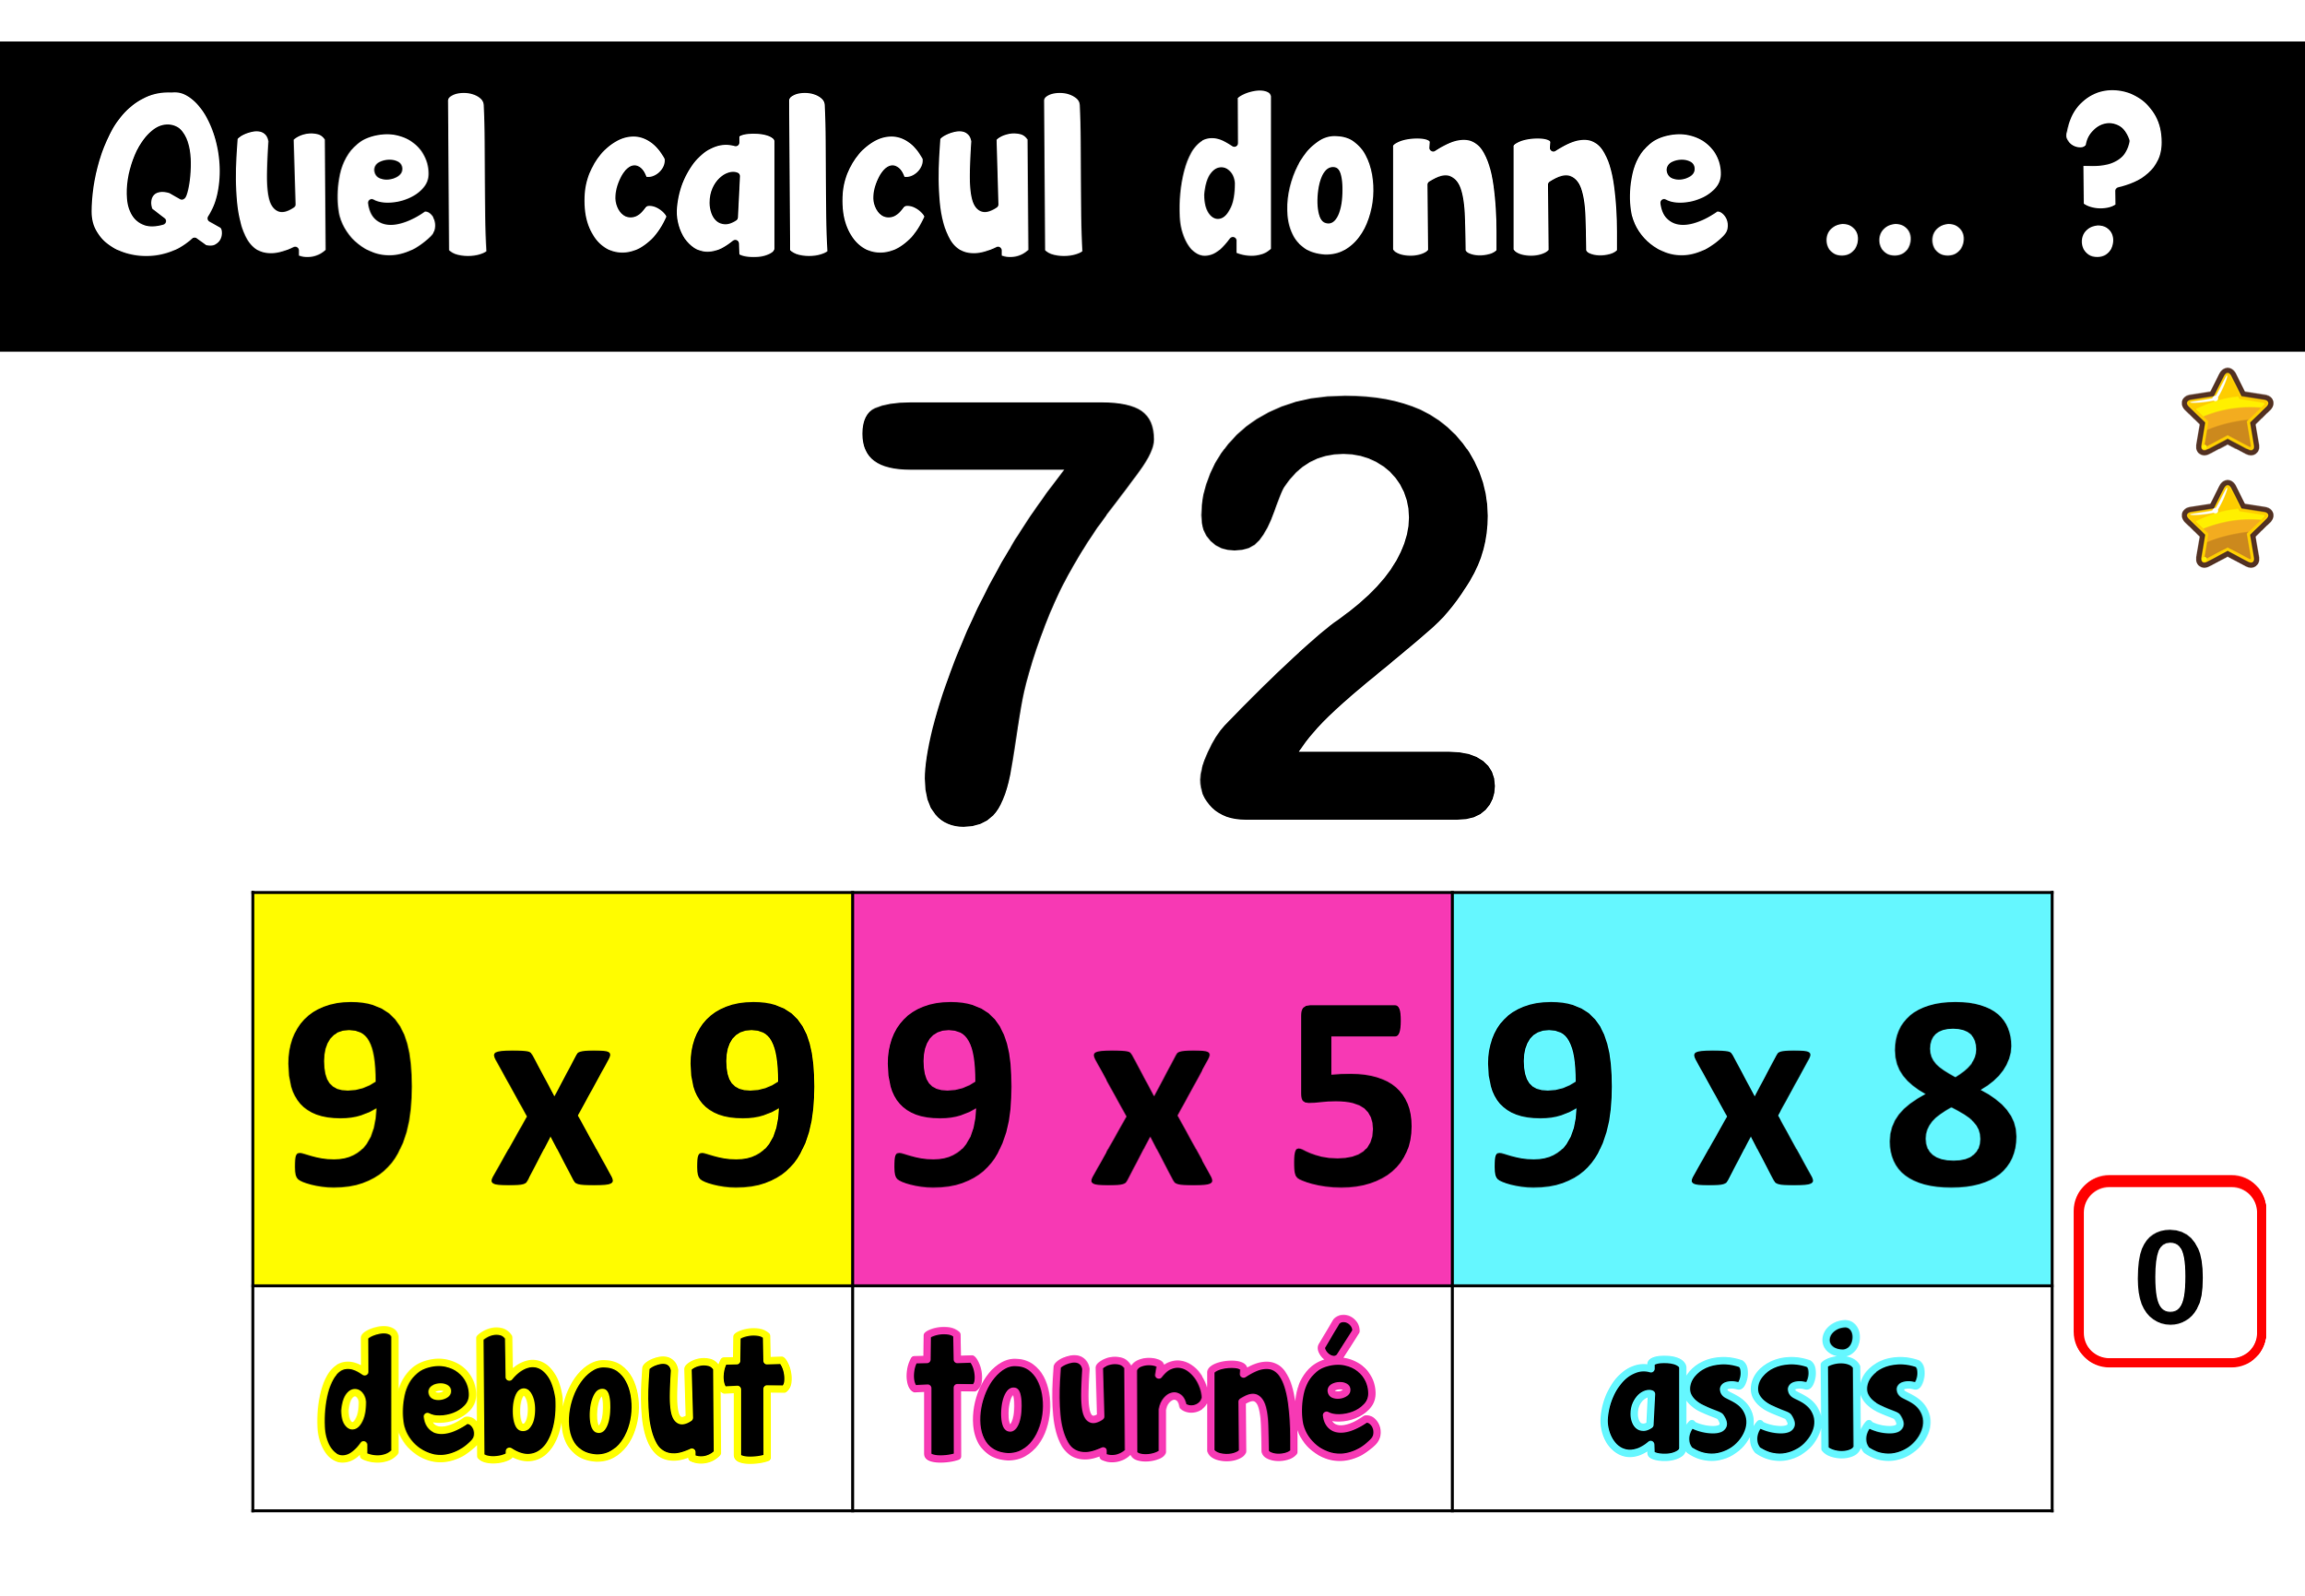 Quel calcul donne ... ?
72
9 x 9 9 x 5 9 x 8
0
debout tourné assis